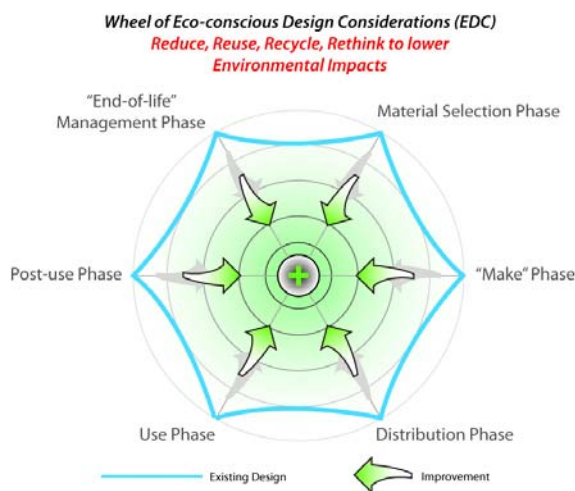 Wheel of Eco-conscious Design Considerations (EDC)
Reduce, Reuse, Recycle, Rethink to lower
Environmental Impacts
“End-of-life”
Management Phase
Material Selection Phase
Post-use Phase
“Make” Phase
Use Phase
Distribution Phase
Existing Design
Improvement